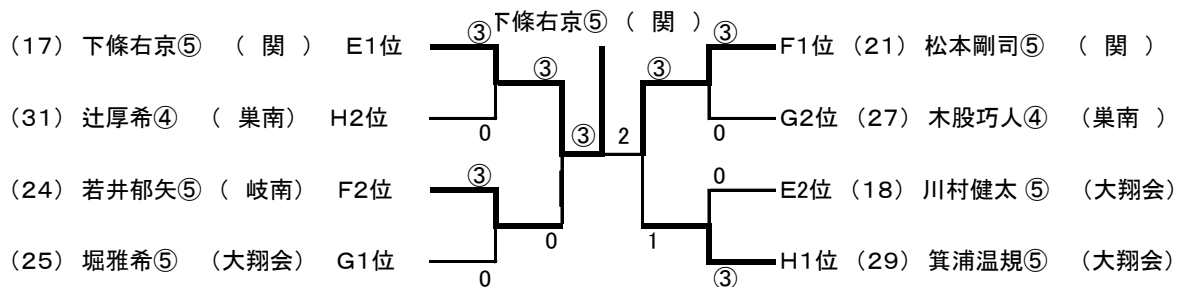 下條右京⑤ （ 関 ）
（17） 下條右京⑤ （ 関 ） E1位 ③ ③ F1位 （21） 松本剛司⑤ （ 関 ）
③ ③
（31） 辻厚希④ （ 巣南） H2位 0 0 G2位 （27） 木股巧人④ （巣南 ）
③ 2
（24） 若井郁矢⑤ （ 岐南） F2位 ③ 0 E2位 （18） 川村健太 ⑤ （大翔会）
0 1
（25） 堀雅希⑤ （大翔会） G1位 0 ③ H1位 （29） 箕浦温規⑤ （大翔会）